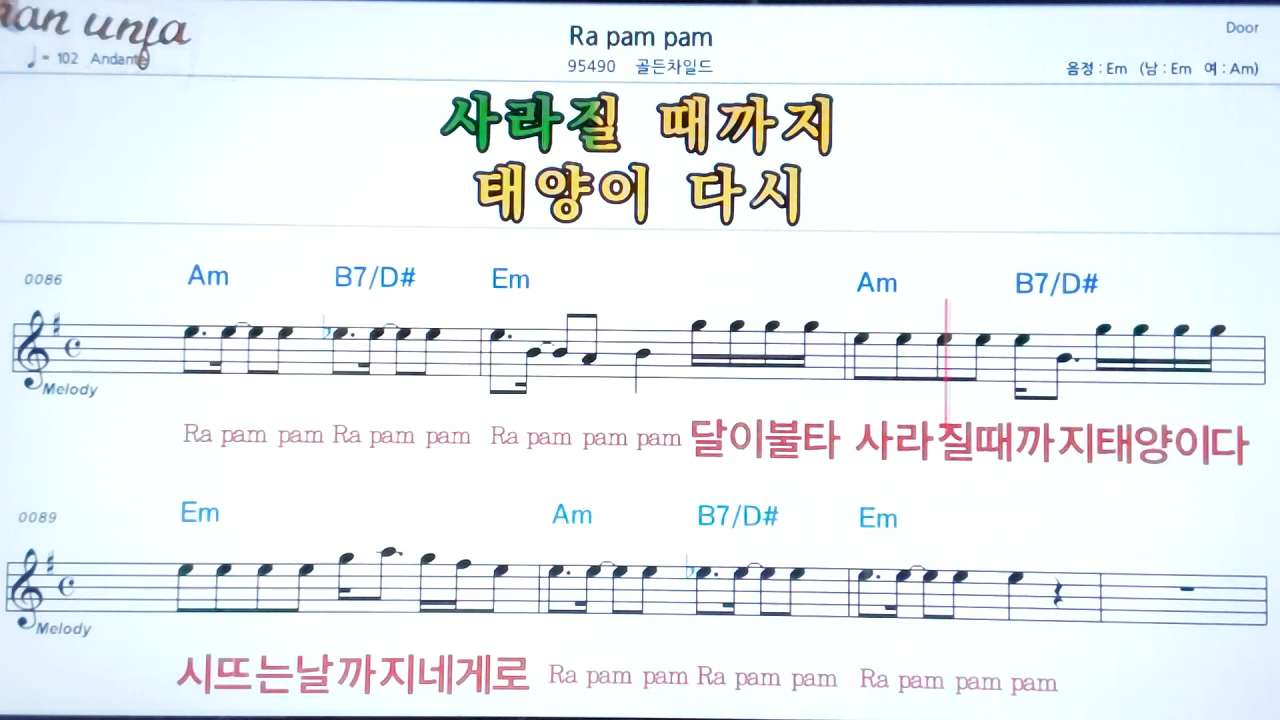 Ra pam pam
Door
♩= 102 Andante
95490 골든차일드
음정 : Em (남 : Em 여 : Am)
사라질 때까지
태양이 다시
0086 Am B7/D# Em Am B7/D#
Melody
Ra pam pam Ra pam pam Ra pam pam pam 달이불타 사라질때까지태양이다
0089 Em Am B7/D# Em
Melody
시뜨는날까지네게로 Ra pam pam Ra pam pam Ra pam pam pam